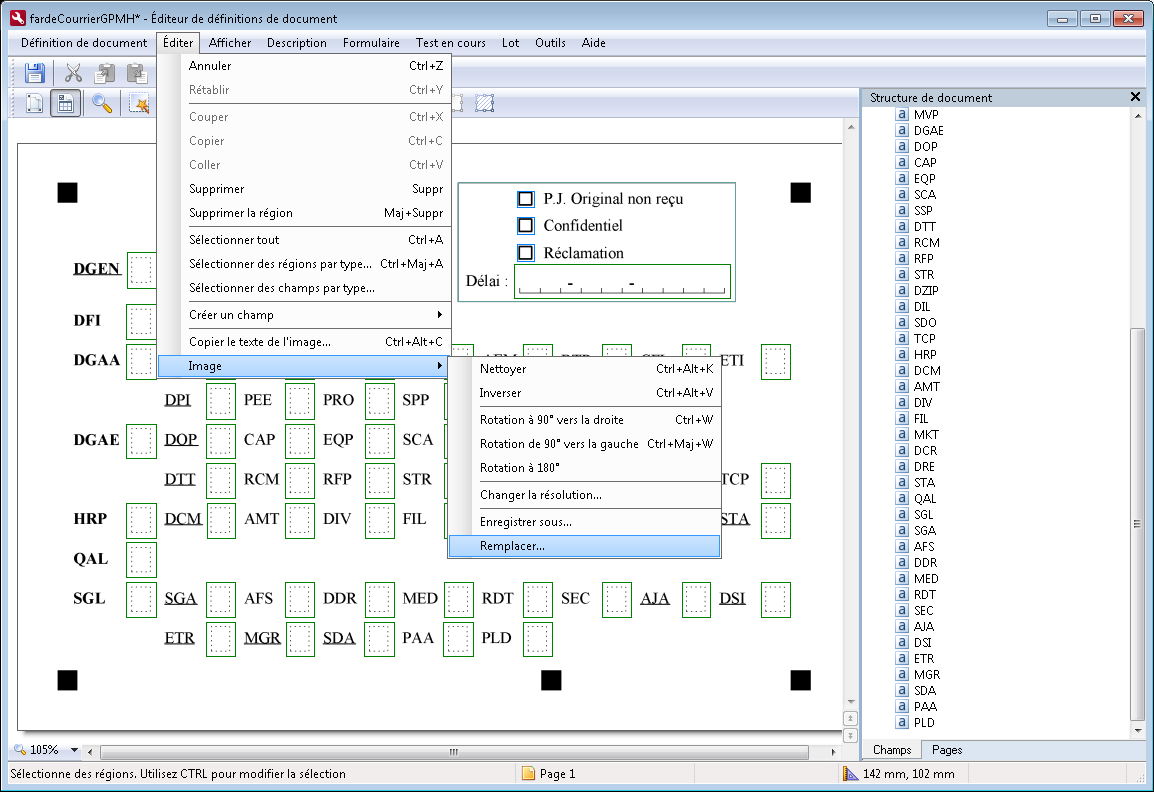 fardeCourrierGPMH* - Éditeur de définitions de document
Définition de document Éditer Afficher Description Formulaire Test en cours Lot Outils Aide
Annuler Ctrl+Z
Rétablir Ctrl+Y
Couper Ctrl+X
Copier Ctrl+C
Coller Ctrl+V
Supprimer Suppr
Supprimer la région Maj+Suppr
Sélectionner tout Ctrl+A
Sélectionner des régions par type... Ctrl+Maj+A
Sélectionner des champs par type...
Créer un champ
Copier le texte de l'image... Ctrl+Alt+C
Image
Nettoyer Ctrl+Alt+K
Inverser Ctrl+Alt+V
Rotation à 90° vers la droite Ctrl+W
Rotation de 90° vers la gauche Ctrl+Maj+W
Rotation à 180°
Changer la résolution...
Enregistrer sous...
Remplacer...
P.J. Original non reçu
Confidentiel
Réclamation
Délai :
DGEN
DFI
DGAA ETI
DPI PEE PRO SPP
DGAE DOP CAP EQP SCA
DTT RCM RFP STR TCP
HRP DCM AMT DIV FIL STA
QAL
SGL SGA AFS DDR MED RDT SEC AJA DSI
ETR MGR SDA PAA PLD
105%
Structure de document
MVP
DGAE
DOP
CAP
EQP
SCA
SSP
DTT
RCM
RFP
STR
DZIP
DIL
SDO
TCP
HRP
DCM
AMT
DIV
FIL
MKT
DCR
DRE
STA
QAL
SGL
SGA
AFS
DDR
MED
RDT
SEC
AJA
DSI
ETR
MGR
SDA
PAA
PLD
Champs Pages
Sélectionne des régions. Utilisez CTRL pour modifier la sélection Page 1 142 mm, 102 mm